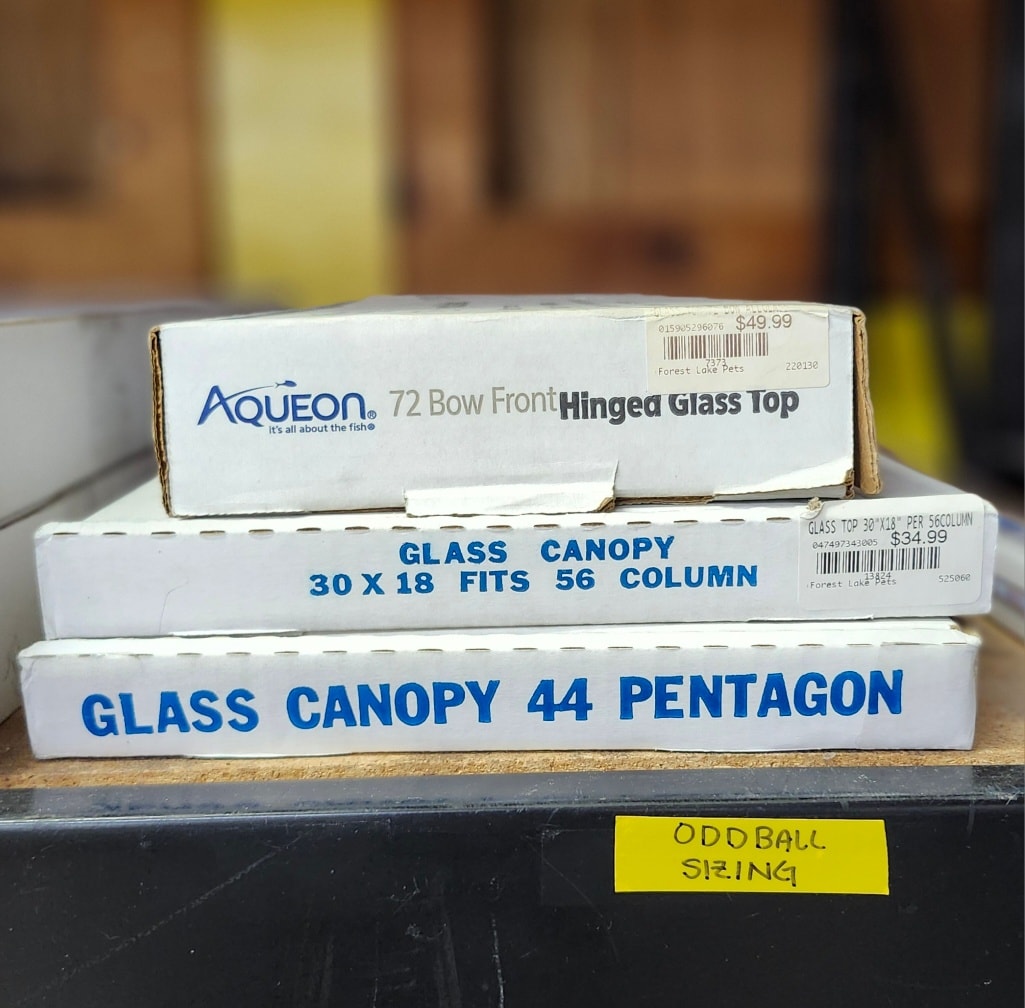 015905296076 $49.99
7373
Forest Lake Pets 220130
AQUEON® 72 Bow Front Hinged Glass Top
it's all about the fish®
GLASS TOP 30"X18" PER 56COLUMN
047497343005 $34.99
13824
Forest Lake Pets 525060
GLASS CANOPY
30 X 18 FITS 56 COLUMN
GLASS CANOPY 44 PENTAGON
ODDBALL
SIZING